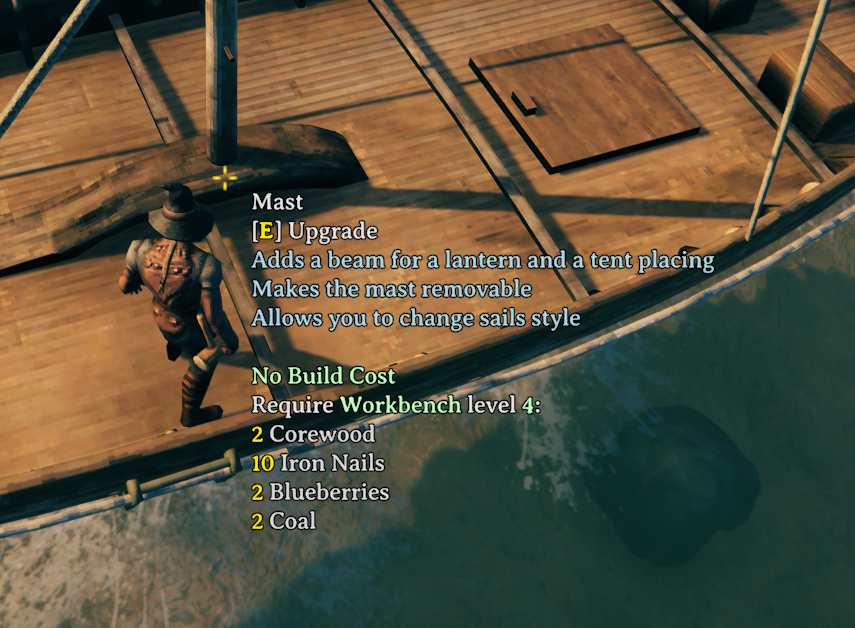 Mast
[E] Upgrade
Adds a beam for a lantern and a tent placing
Makes the mast removable
Allows you to change sails style
No Build Cost
Require Workbench level 4:
2 Corewood
10 Iron Nails
2 Blueberries
2 Coal